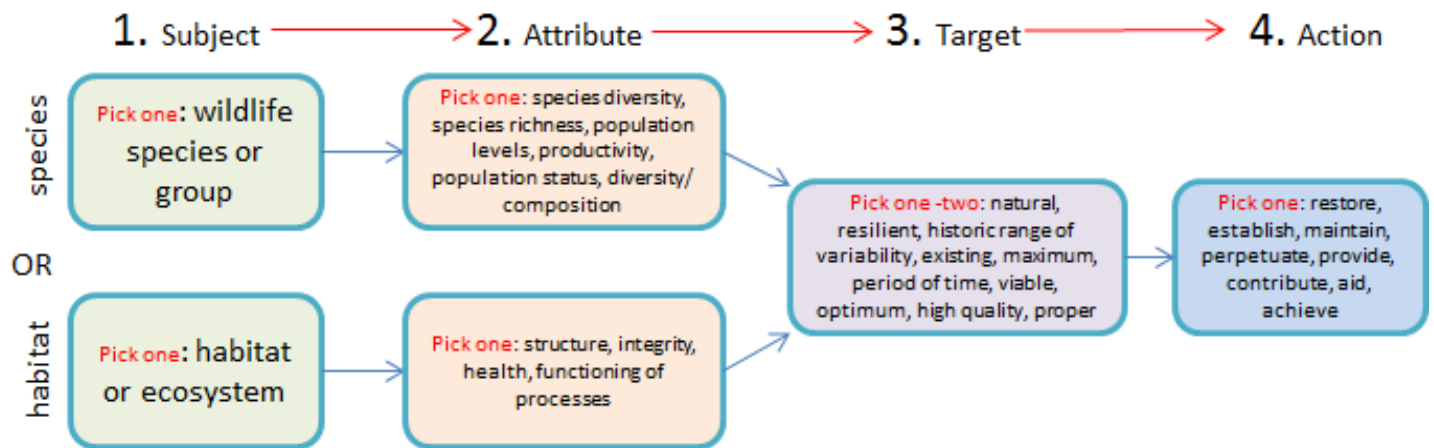 1. Subject
2. Attribute
3. Target
4. Action
species
Pick one: wildlife
species or
group
Pick one: species diversity,
species richness, population
levels, productivity,
population status, diversity/
composition
Pick one -two: natural,
resilient, historic range of
variability, existing, maximum,
period of time, viable,
optimum, high quality, proper
Pick one: restore,
establish, maintain,
perpetuate, provide,
contribute, aid,
achieve
OR
habitat
Pick one: habitat
or ecosystem
Pick one: structure, integrity,
health, functioning of
processes